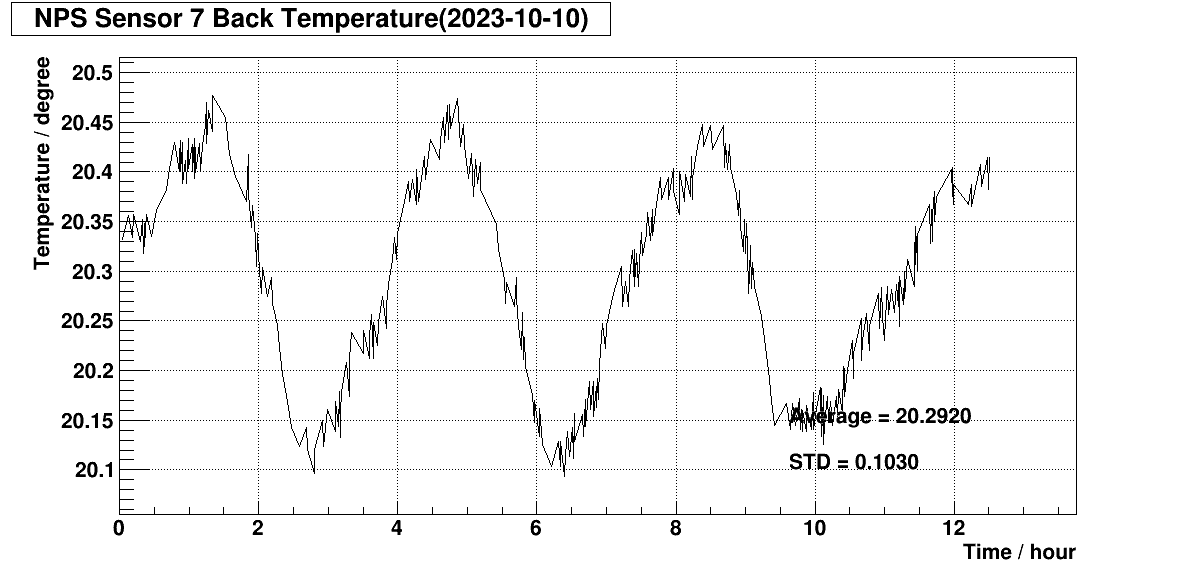 NPS Sensor 7 Back Temperature(2023-10-10)
Temperature / degree
20.5
20.45
20.4
20.35
20.3
20.25
20.2
20.15
20.1
Average = 20.2920
STD = 0.1030
0 2 4 6 8 10 12
Time / hour